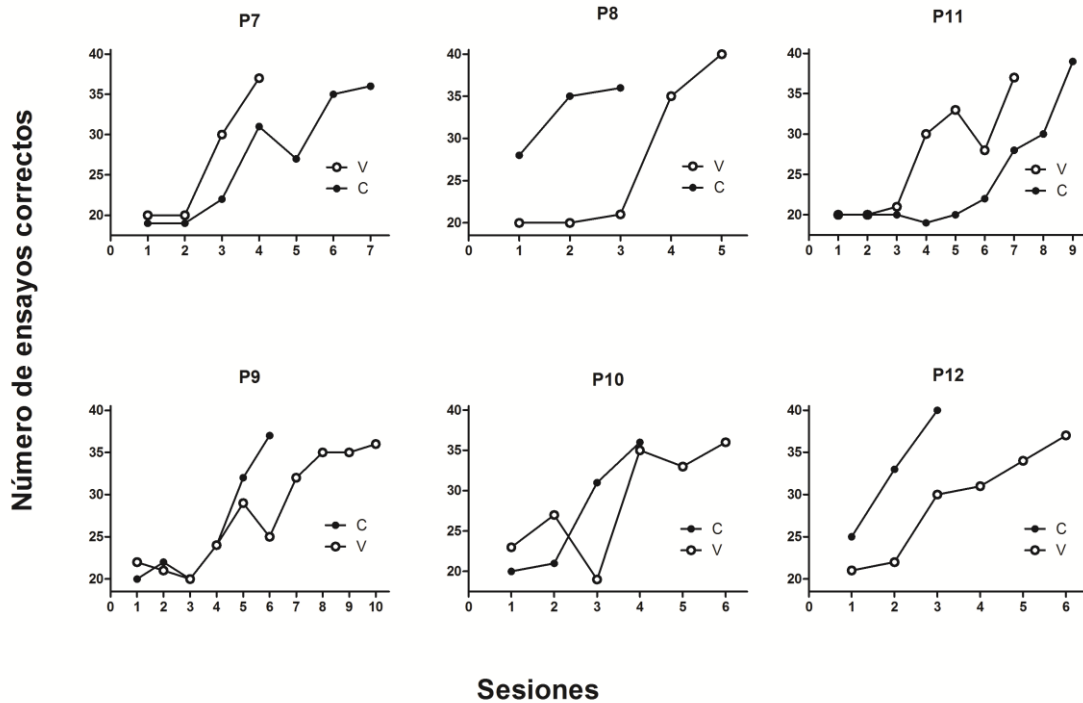 Número de ensayos correctos
P7
40
35
30
25
20
V
C
0 1 2 3 4 5 6 7
P8
40
35
30
25
20
V
C
0 1 2 3 4 5
P11
40
35
30
25
20
V
C
0 1 2 3 4 5 6 7 8 9
P9
40
35
30
25
20
C
V
0 1 2 3 4 5 6 7 8 9 10
P10
40
35
30
25
20
C
V
0 1 2 3 4 5 6
P12
40
35
30
25
20
C
V
0 1 2 3 4 5 6
Sesiones